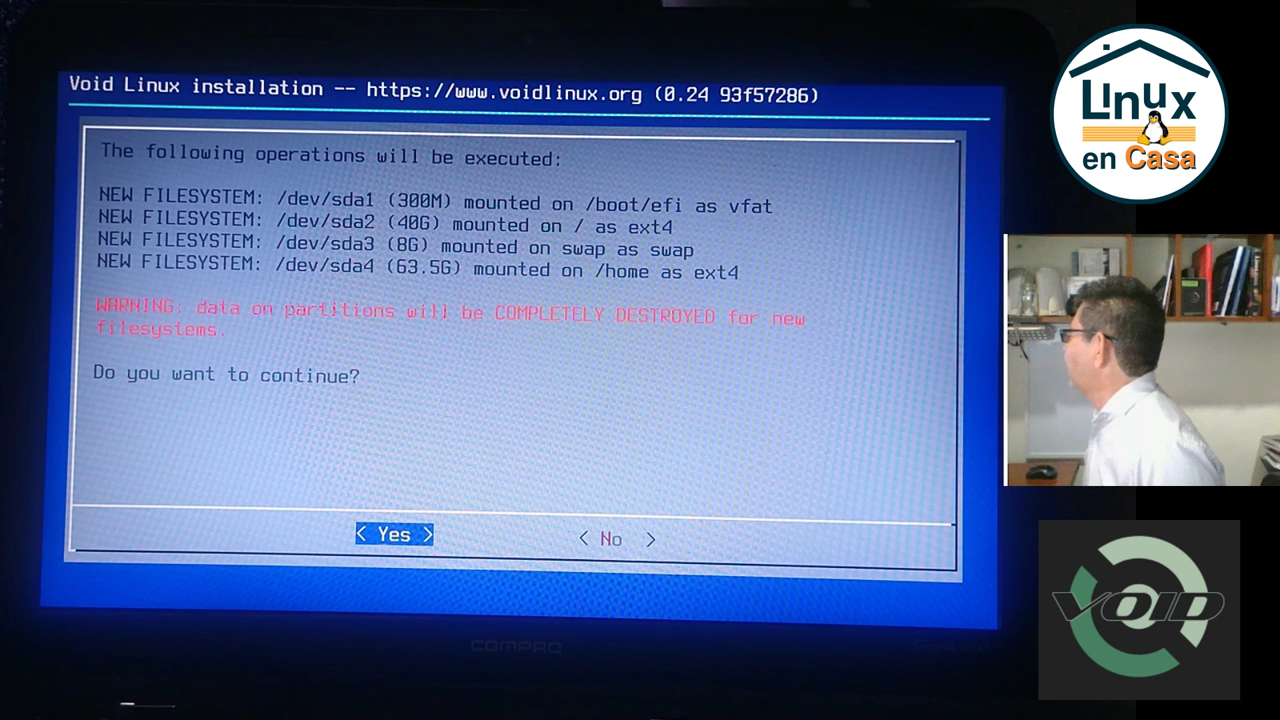 Void Linux installation -- https://www.voidlinux.org (0.24 93f57286)
The following operations will be executed:
NEW FILESYSTEM: /dev/sda1 (300M) mounted on /boot/efi as vfat
NEW FILESYSTEM: /dev/sda2 (40G) mounted on / as ext4
NEW FILESYSTEM: /dev/sda3 (8G) mounted on swap as swap
NEW FILESYSTEM: /dev/sda4 (63.5G) mounted on /home as ext4
WARNING: data on partitions will be COMPLETELY DESTROYED for new
filesystems.
Do you want to continue?
< Yes > < No >
COMPAQ
Linux
en Casa
VOID